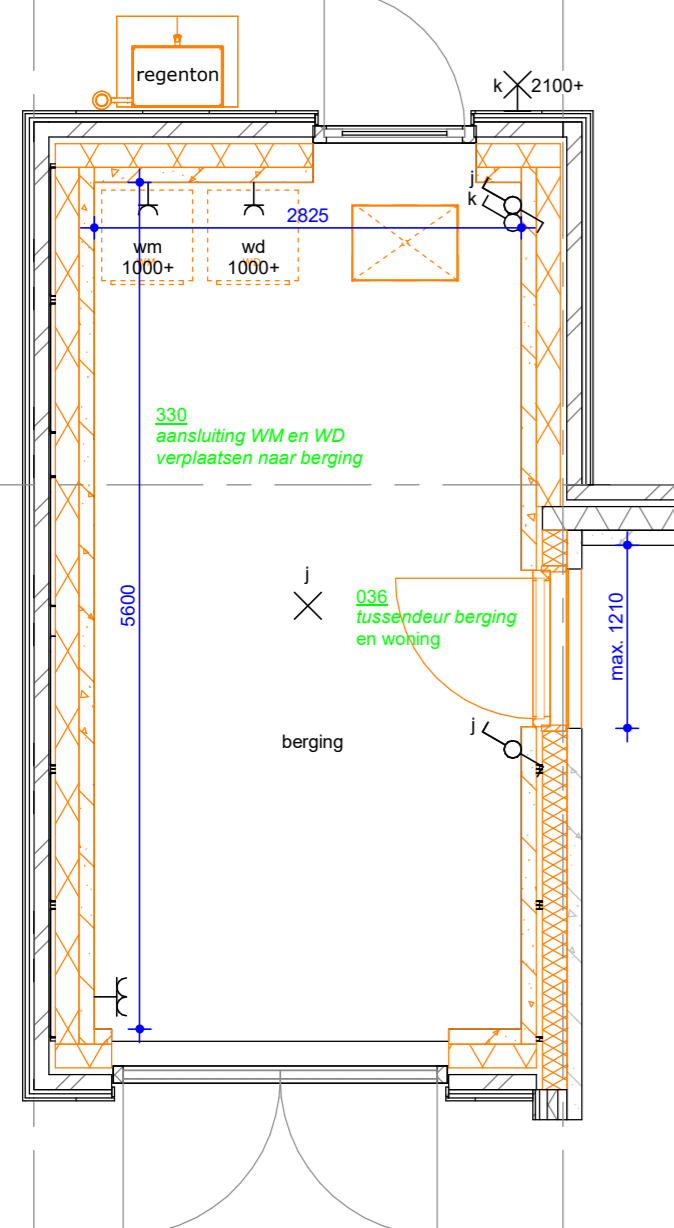 regenton
k
2100+
j
k
2825
wm
1000+
wd
1000+
330
aansluiting WM en WD
verplaatsen naar berging
j
5600
036
tussendeur berging
en woning
max. 1210
j
berging